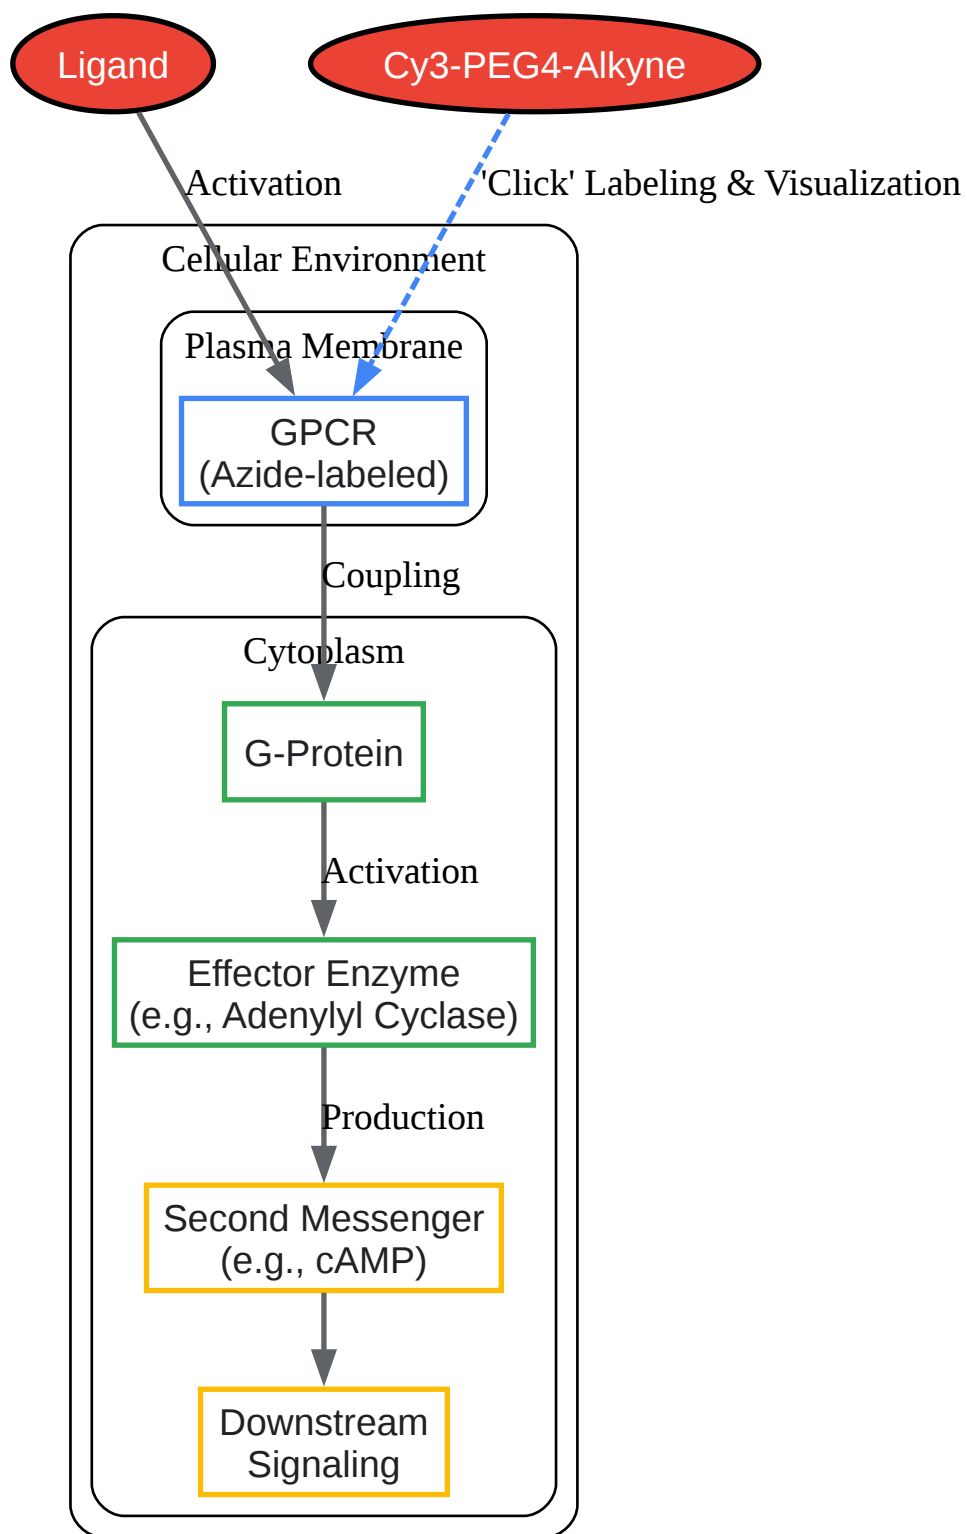 Ligand
Cy3-PEG4-Alkyne
Activation
'Click' Labeling & Visualization
Cellular Environment
Plasma Membrane
GPCR
(Azide-labeled)
Coupling
Cytoplasm
G-Protein
Activation
Effector Enzyme
(e.g., Adenylyl Cyclase)
Production
Second Messenger
(e.g., cAMP)
Downstream
Signaling